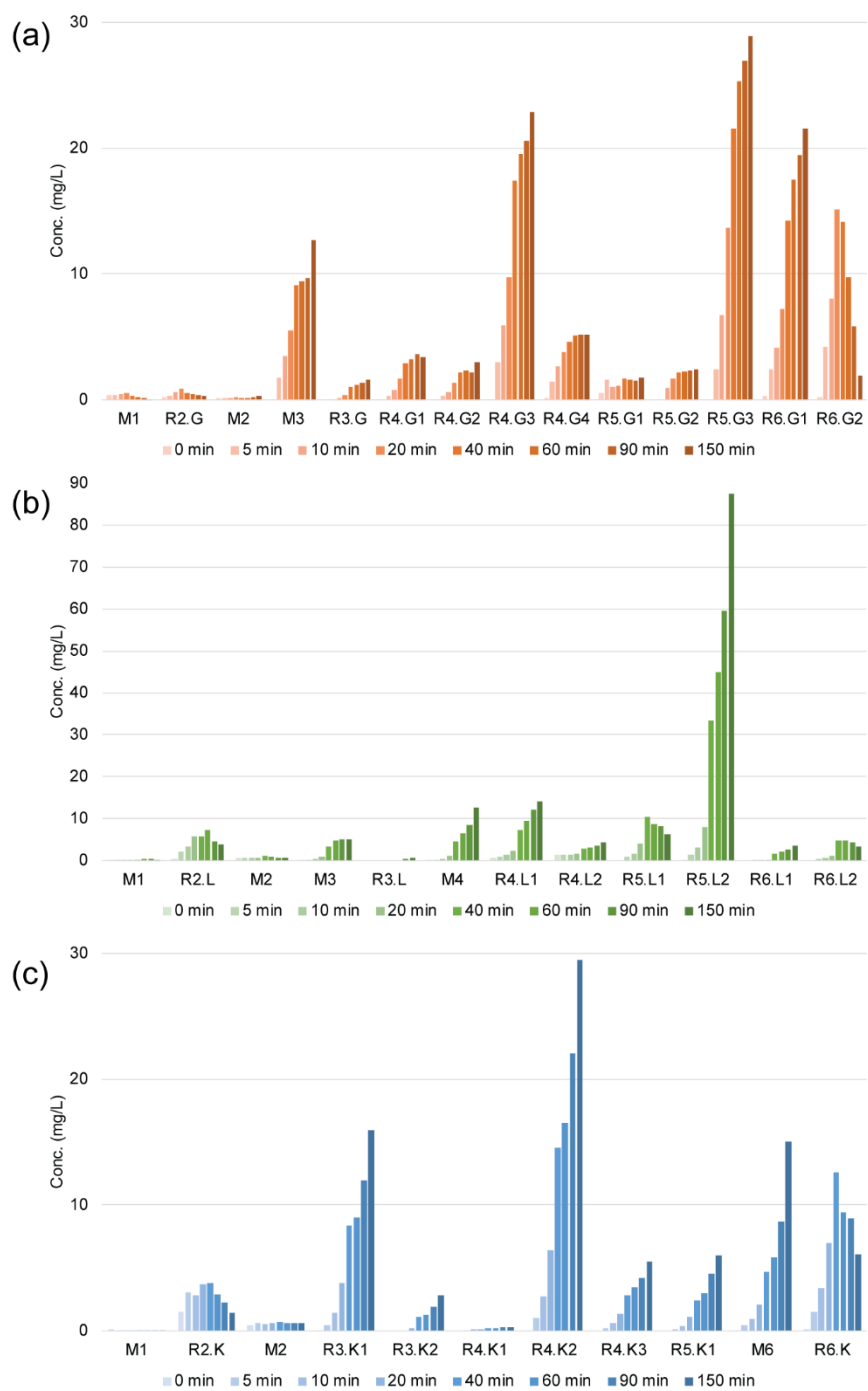 (a)
30
20
10
0
Conc. (mg/L)
M1 R2.G M2 M3 R3.G R4.G1 R4.G2 R4.G3 R4.G4 R5.G1 R5.G2 R5.G3 R6.G1 R6.G2
0 min 5 min 10 min 20 min 40 min 60 min 90 min 150 min
(b)
90
80
70
60
50
40
30
20
10
0
Conc. (mg/L)
M1 R2.L M2 M3 R3.L M4 R4.L1 R4.L2 R5.L1 R5.L2 R6.L1 R6.L2
0 min 5 min 10 min 20 min 40 min 60 min 90 min 150 min
(c)
30
20
10
0
Conc. (mg/L)
M1 R2.K M2 R3.K1 R3.K2 R4.K1 R4.K2 R4.K3 R5.K1 M6 R6.K
0 min 5 min 10 min 20 min 40 min 60 min 90 min 150 min